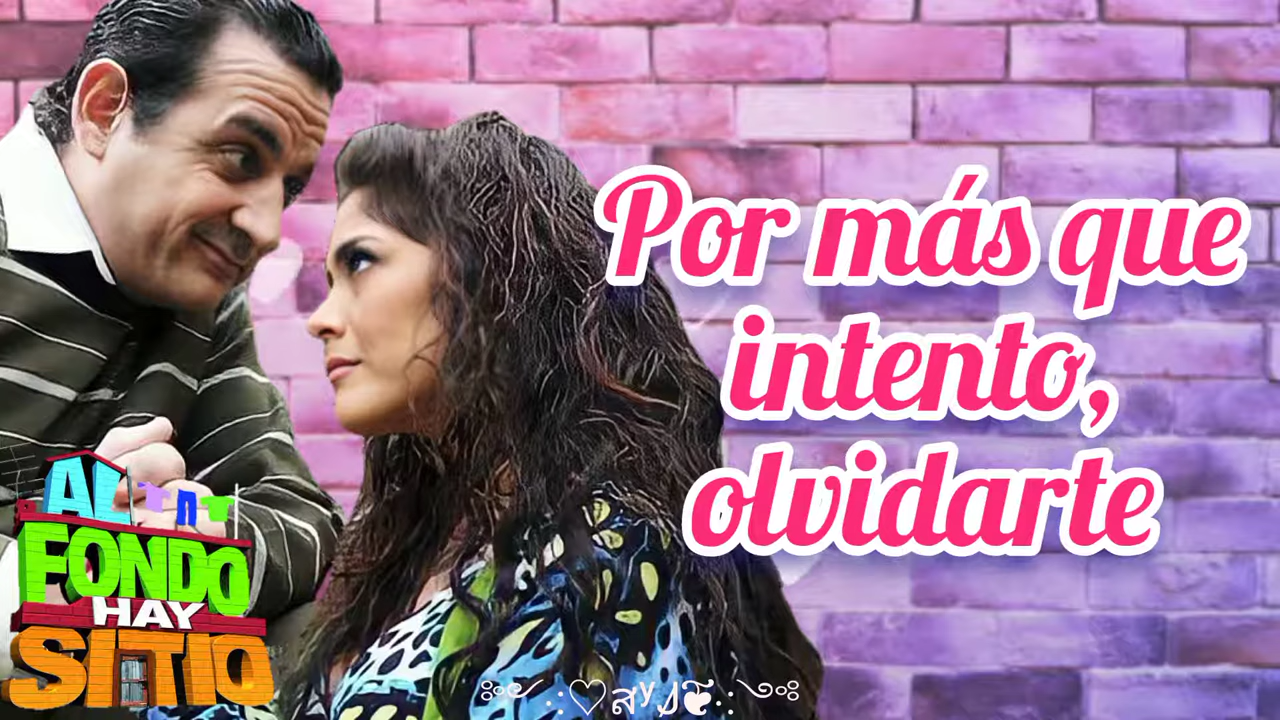 Por más que
intento,
olvidarte
AL
FONDO
HAY
SITIO